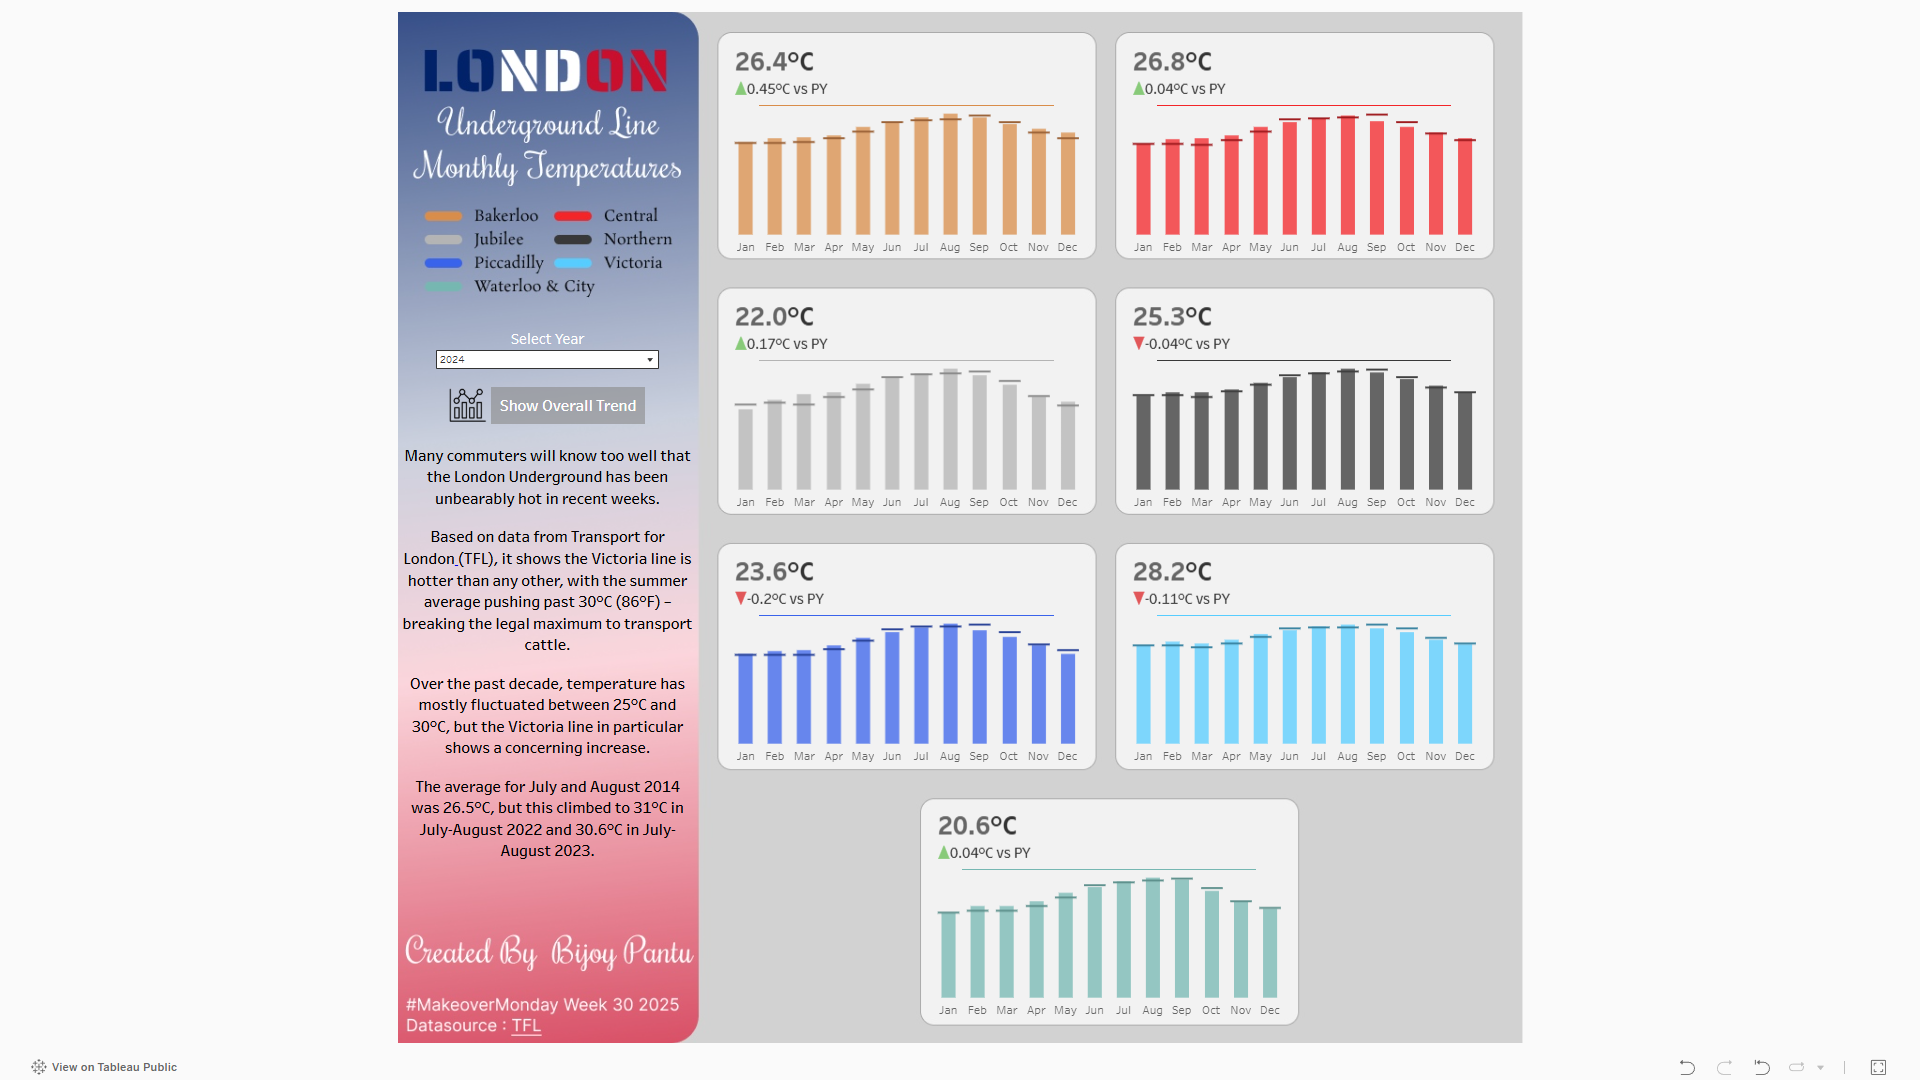 LONDON
Underground Line
Monthly Temperatures
Bakerloo Central
Jubilee Northern
Piccadilly Victoria
Waterloo & City
Select Year
2024
Show Overall Trend
Many commuters will know too well that
the London Underground has been
unbearably hot in recent weeks.
Based on data from Transport for
London (TFL), it shows the Victoria line is
hotter than any other, with the summer
average pushing past 30°C (86°F) –
breaking the legal maximum to transport
cattle.
Over the past decade, temperature has
mostly fluctuated between 25°C and
30°C, but the Victoria line in particular
shows a concerning increase.
The average for July and August 2014
was 26.5°C, but this climbed to 31°C in
July-August 2022 and 30.6°C in July-
August 2023.
Created By Bijoy Pantu
#MakeoverMonday Week 30 2025
Datasource : TFL
26.4°C
▲0.45°C vs PY
Jan Feb Mar Apr May Jun Jul Aug Sep Oct Nov Dec
26.8°C
▲0.04°C vs PY
Jan Feb Mar Apr May Jun Jul Aug Sep Oct Nov Dec
22.0°C
▲0.17°C vs PY
Jan Feb Mar Apr May Jun Jul Aug Sep Oct Nov Dec
25.3°C
▼-0.04°C vs PY
Jan Feb Mar Apr May Jun Jul Aug Sep Oct Nov Dec
23.6°C
▼-0.2°C vs PY
Jan Feb Mar Apr May Jun Jul Aug Sep Oct Nov Dec
28.2°C
▼-0.11°C vs PY
Jan Feb Mar Apr May Jun Jul Aug Sep Oct Nov Dec
20.6°C
▲0.04°C vs PY
Jan Feb Mar Apr May Jun Jul Aug Sep Oct Nov Dec
View on Tableau Public